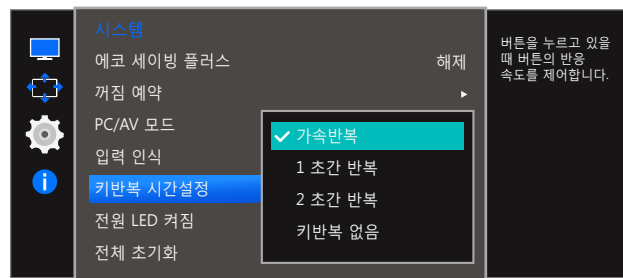 시스템
에코 세이빙 플러스 해제
꺼짐 예약
PC/AV 모드
입력 인식
키반복 시간설정
전원 LED 켜짐
전체 초기화
가속반복
1 초간 반복
2 초간 반복
키반복 없음
버튼을 누르고 있을
때 버튼의 반응
속도를 제어합니다.